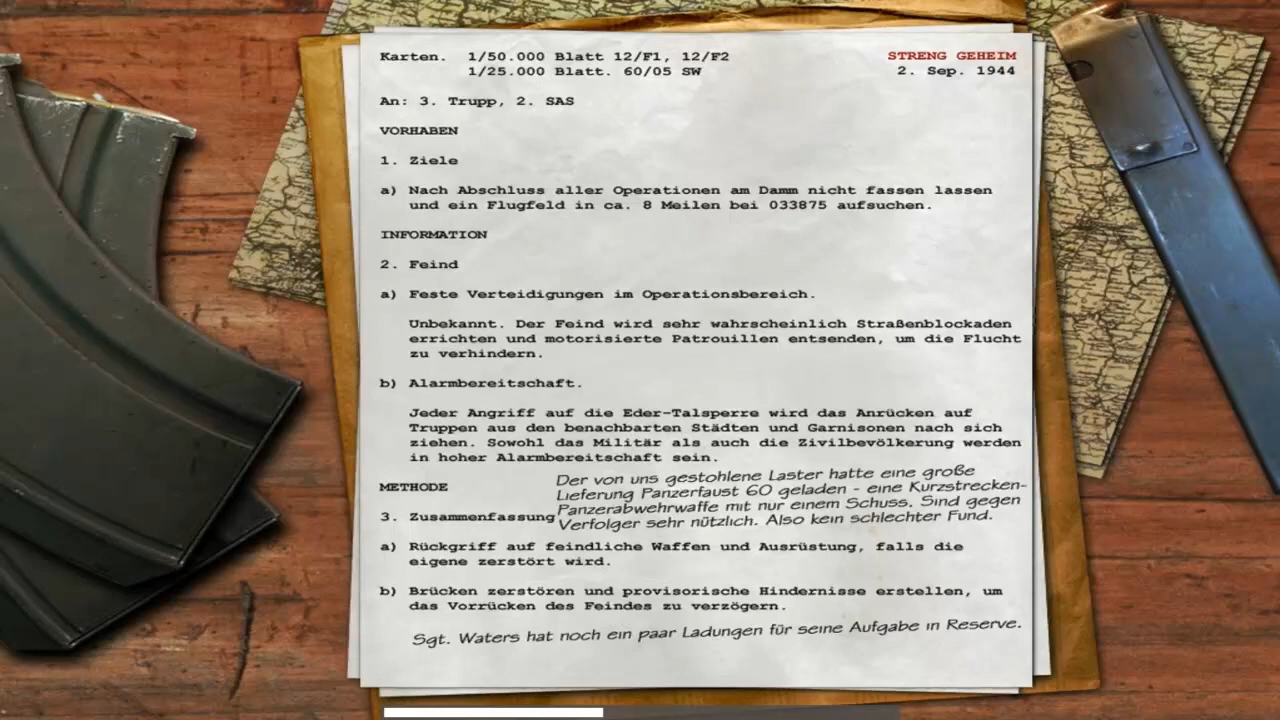 Karten. 1/50.000 Blatt 12/F1, 12/F2 STRENG GEHEIM
1/25.000 Blatt. 60/05 SW 2. Sep. 1944
An: 3. Trupp, 2. SAS
VORHABEN
1. Ziele
a) Nach Abschluss aller Operationen am Damm nicht fassen lassen
und ein Flugfeld in ca. 8 Meilen bei 033875 aufsuchen.
INFORMATION
2. Feind
a) Feste Verteidigungen im Operationsbereich.
Unbekannt. Der Feind wird sehr wahrscheinlich Straßenblockaden
errichten und motorisierte Patrouillen entsenden, um die Flucht
zu verhindern.
b) Alarmbereitschaft.
Jeder Angriff auf die Eder-Talsperre wird das Anrücken auf
Truppen aus den benachbarten Städten und Garnisonen nach sich
ziehen. Sowohl das Militär als auch die Zivilbevölkerung werden
in hoher Alarmbereitschaft sein.
METHODE
Der von uns gestohlene Laster hatte eine große
Lieferung Panzerfaust 60 geladen - eine Kurzstrecken-
Panzerabwehrwaffe mit nur einem Schuss. Sind gegen
Verfolger sehr nützlich. Also kein schlechter Fund.
3. Zusammenfassung
a) Rückgriff auf feindliche Waffen und Ausrüstung, falls die
eigene zerstört wird.
b) Brücken zerstören und provisorische Hindernisse erstellen, um
das Vorrücken des Feindes zu verzögern.
Sgt. Waters hat noch ein paar Ladungen für seine Aufgabe in Reserve.